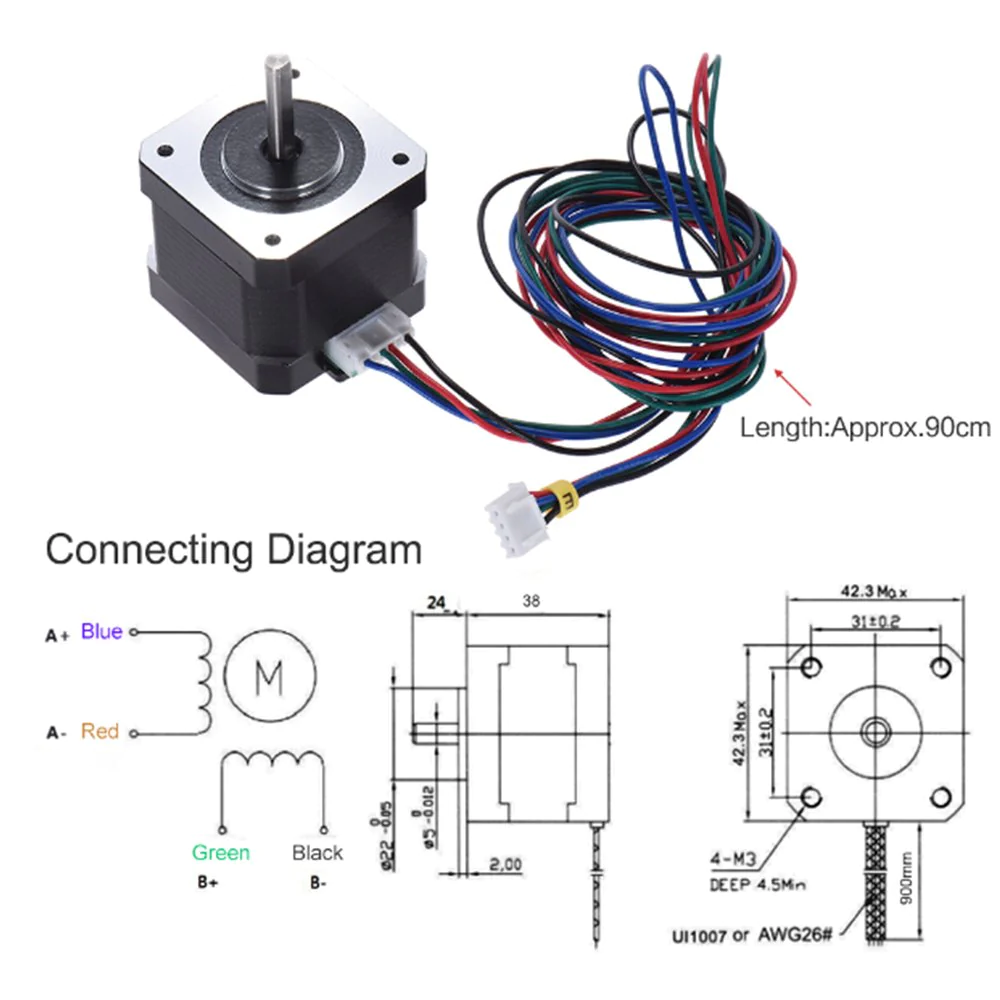 Length:Approx.90cm
E
Connecting Diagram
A+ Blue
A- Red
M
Green
B+
Black
B-
24
38
Ø22 0 -0.05
Ø5 0 -0.012
2,00
42.3 Max
31±0.2
42.3 Max
31±0.2
4-M3
DEEP 4.5Min
900mm
UI1007 or AWG26#